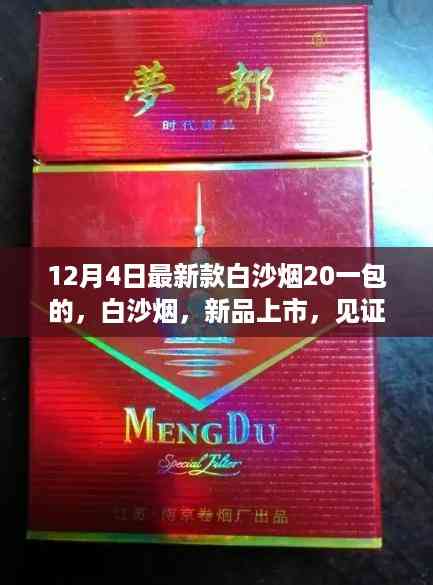 夢都
时代精品
12月4日最新款白沙烟20一包
的，白沙烟，新品上市，见证
MENGDU
Special Filter
江苏·南京卷烟厂出品